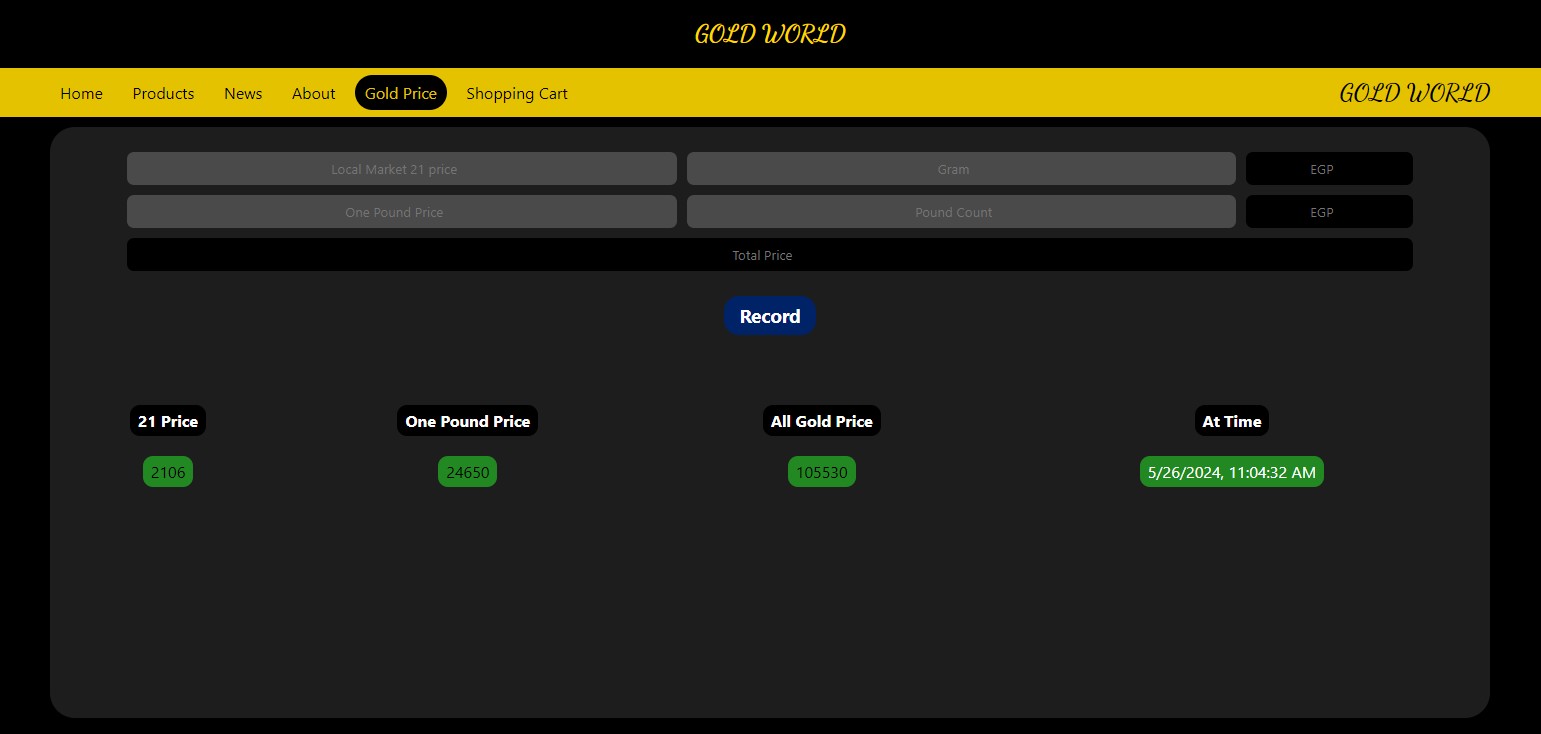 GOLD WORLD
Home Products News About Gold Price Shopping Cart GOLD WORLD
Local Market 21 price Gram EGP
One Pound Price Pound Count EGP
Total Price
Record
21 Price One Pound Price All Gold Price At Time
2106 24650 105530 5/26/2024, 11:04:32 AM